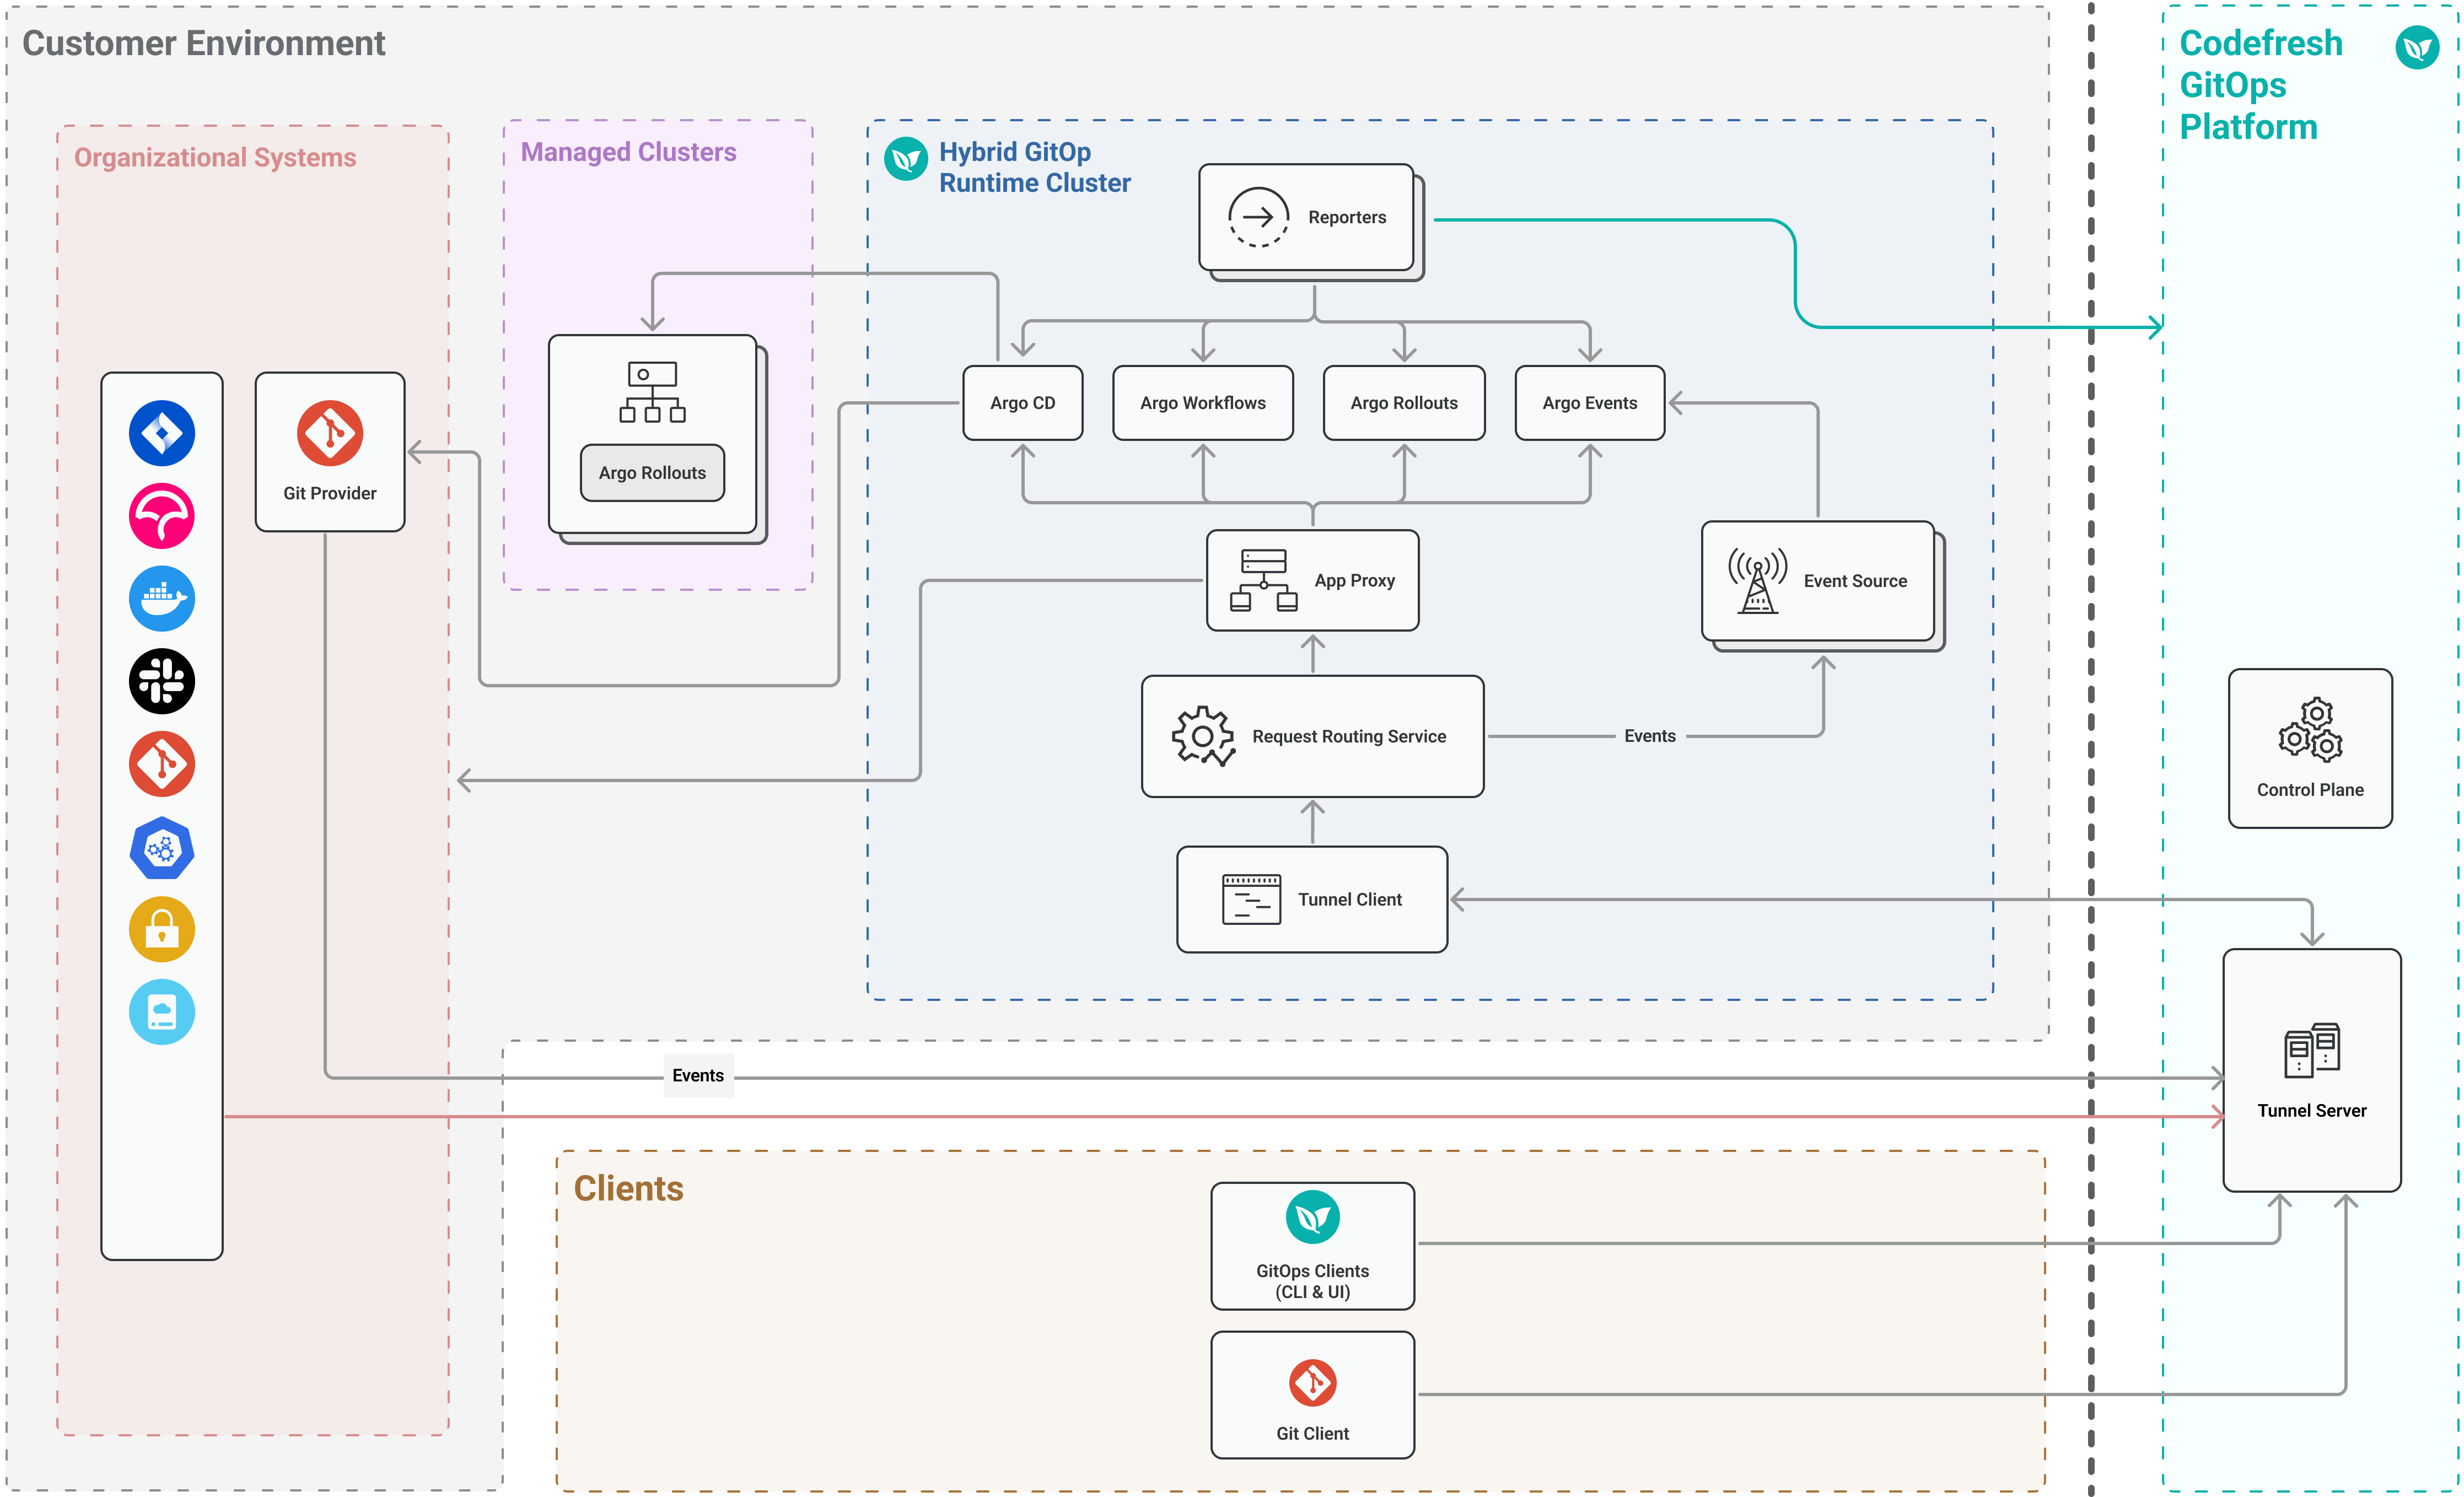 Customer Environment
Organizational Systems
Git Provider
Managed Clusters
Argo Rollouts
Hybrid GitOp
Runtime Cluster
Reporters
Argo CD
Argo Workflows
Argo Rollouts
Argo Events
App Proxy
Event Source
Request Routing Service
Events
Tunnel Client
Events
Clients
GitOps Clients
(CLI & UI)
Git Client
Codefresh
GitOps
Platform
Control Plane
Tunnel Server